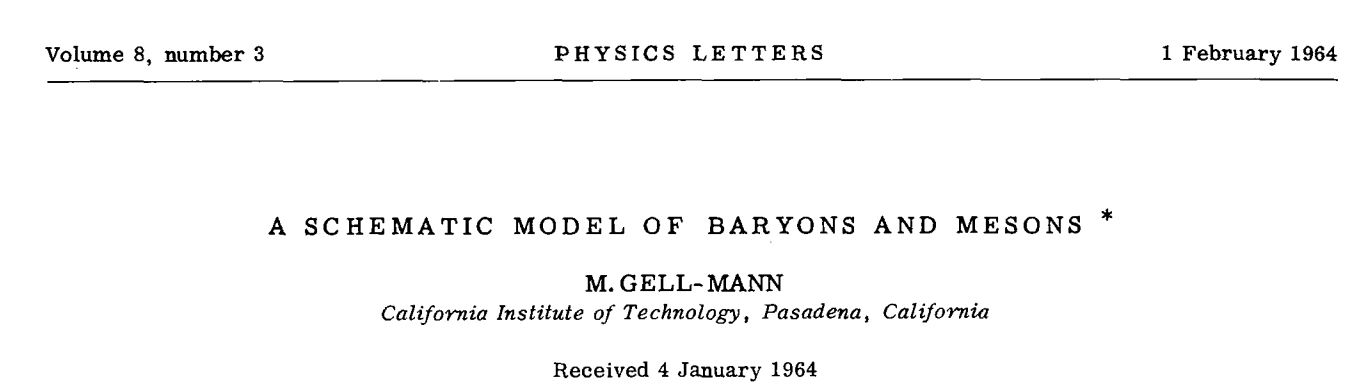 Volume 8, number 3 PHYSICS LETTERS 1 February 1964
A SCHEMATIC MODEL OF BARYONS AND MESONS *
M. GELL-MANN
California Institute of Technology, Pasadena, California
Received 4 January 1964